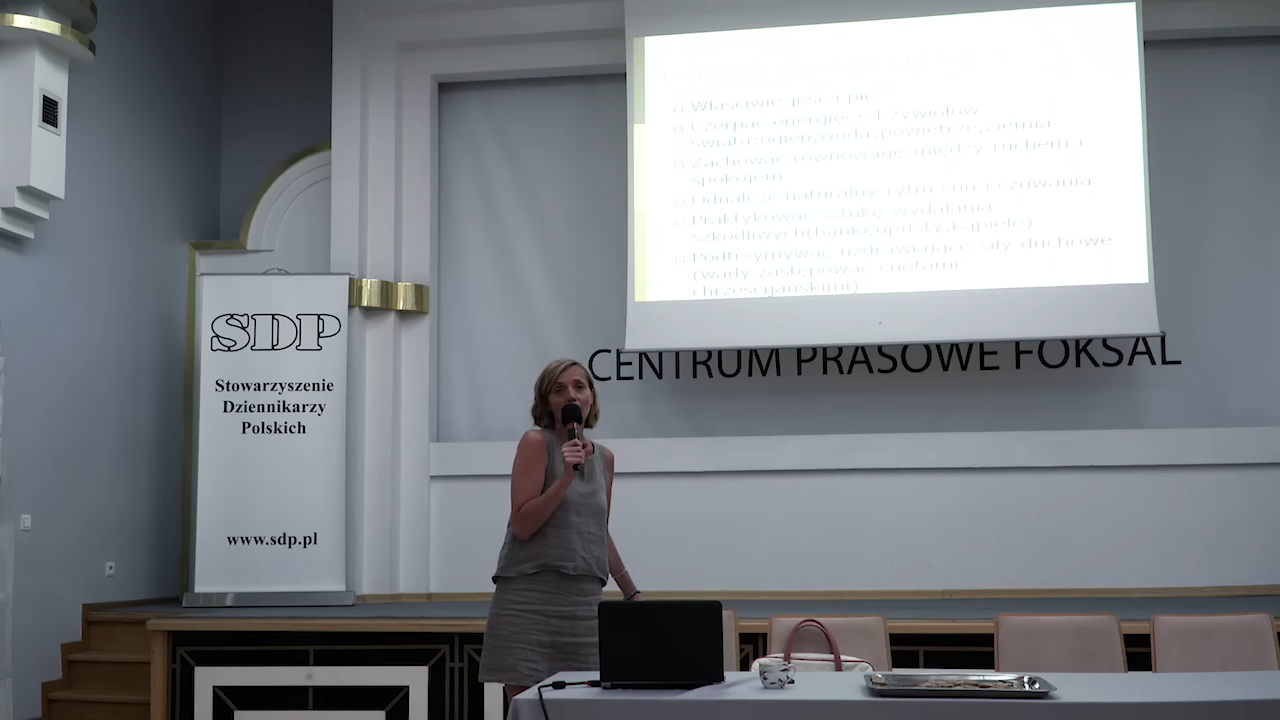 Właściwie jeść i pić
Czerpać energię z 4 żywiołów
świata:ogień,woda,powietrze,ziemia
Zachować równowagę między ruchem i
spokojem
Odnaleźć naturalny rytm snu i czuwania
Praktykować sztukę wydalania
szkodliwych(bańki,upusty,kąpiele)
Podtrzymywać uzdrawiające siły duchowe
(wady zastępować cnotami
chrześcijańskimi)
CENTRUM PRASOWE FOKSAL
SDP
Stowarzyszenie
Dziennikarzy
Polskich
www.sdp.pl